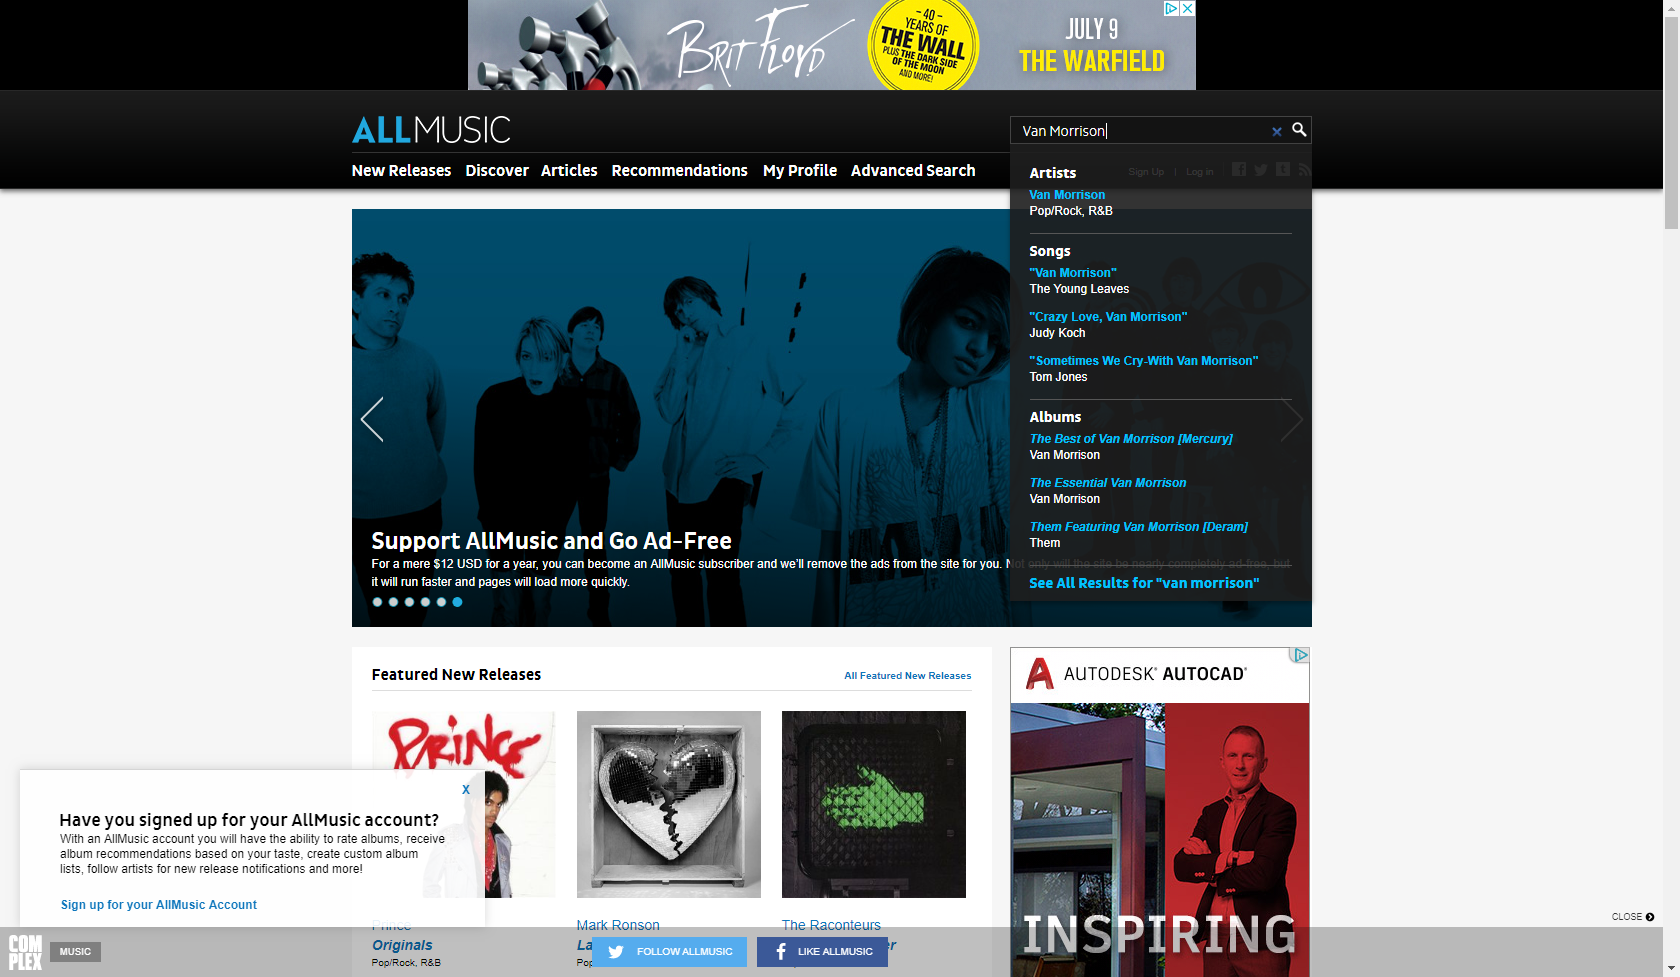 BRIT FLOYD
- 40 -
YEARS OF
THE WALL
PLUS THE DARK SIDE
OF THE MOON
AND MORE!
JULY 9
THE WARFIELD
ALLMUSIC
Van Morrison
New Releases Discover Articles Recommendations My Profile Advanced Search
Sign Up | Log in
Artists
Van Morrison
Pop/Rock, R&B
Songs
"Van Morrison"
The Young Leaves
"Crazy Love, Van Morrison"
Judy Koch
"Sometimes We Cry-With Van Morrison"
Tom Jones
Albums
The Best of Van Morrison [Mercury]
Van Morrison
The Essential Van Morrison
Van Morrison
Them Featuring Van Morrison [Deram]
Them
See All Results for "van morrison"
Support AllMusic and Go Ad-Free
For a mere $12 USD for a year, you can become an AllMusic subscriber and we'll remove the ads from the site for you. Not only will the site be nearly completely ad-free, but
it will run faster and pages will load more quickly.
Featured New Releases
All Featured New Releases
PRINCE
Prince
Originals
Pop/Rock, R&B
Mark Ronson
La
Pop
The Raconteurs
er
AUTODESK AUTOCAD
INSPIRING
X
Have you signed up for your AllMusic account?
With an AllMusic account you will have the ability to rate albums, receive
album recommendations based on your taste, create custom album
lists, follow artists for new release notifications and more!
Sign up for your AllMusic Account
CLOSE
COM
PLEX
MUSIC
FOLLOW ALLMUSIC
LIKE ALLMUSIC